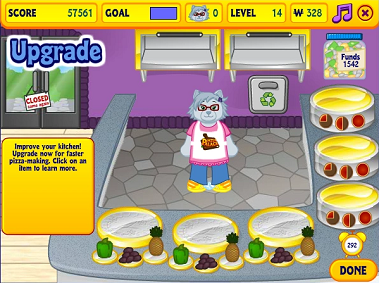 SCORE 57561 GOAL 0 LEVEL 14 ₩ 328
Upgrade
Funds
1542
CLOSED
Improve your kitchen!
Upgrade now for faster
pizza-making. Click on an
item to learn more.
292
DONE